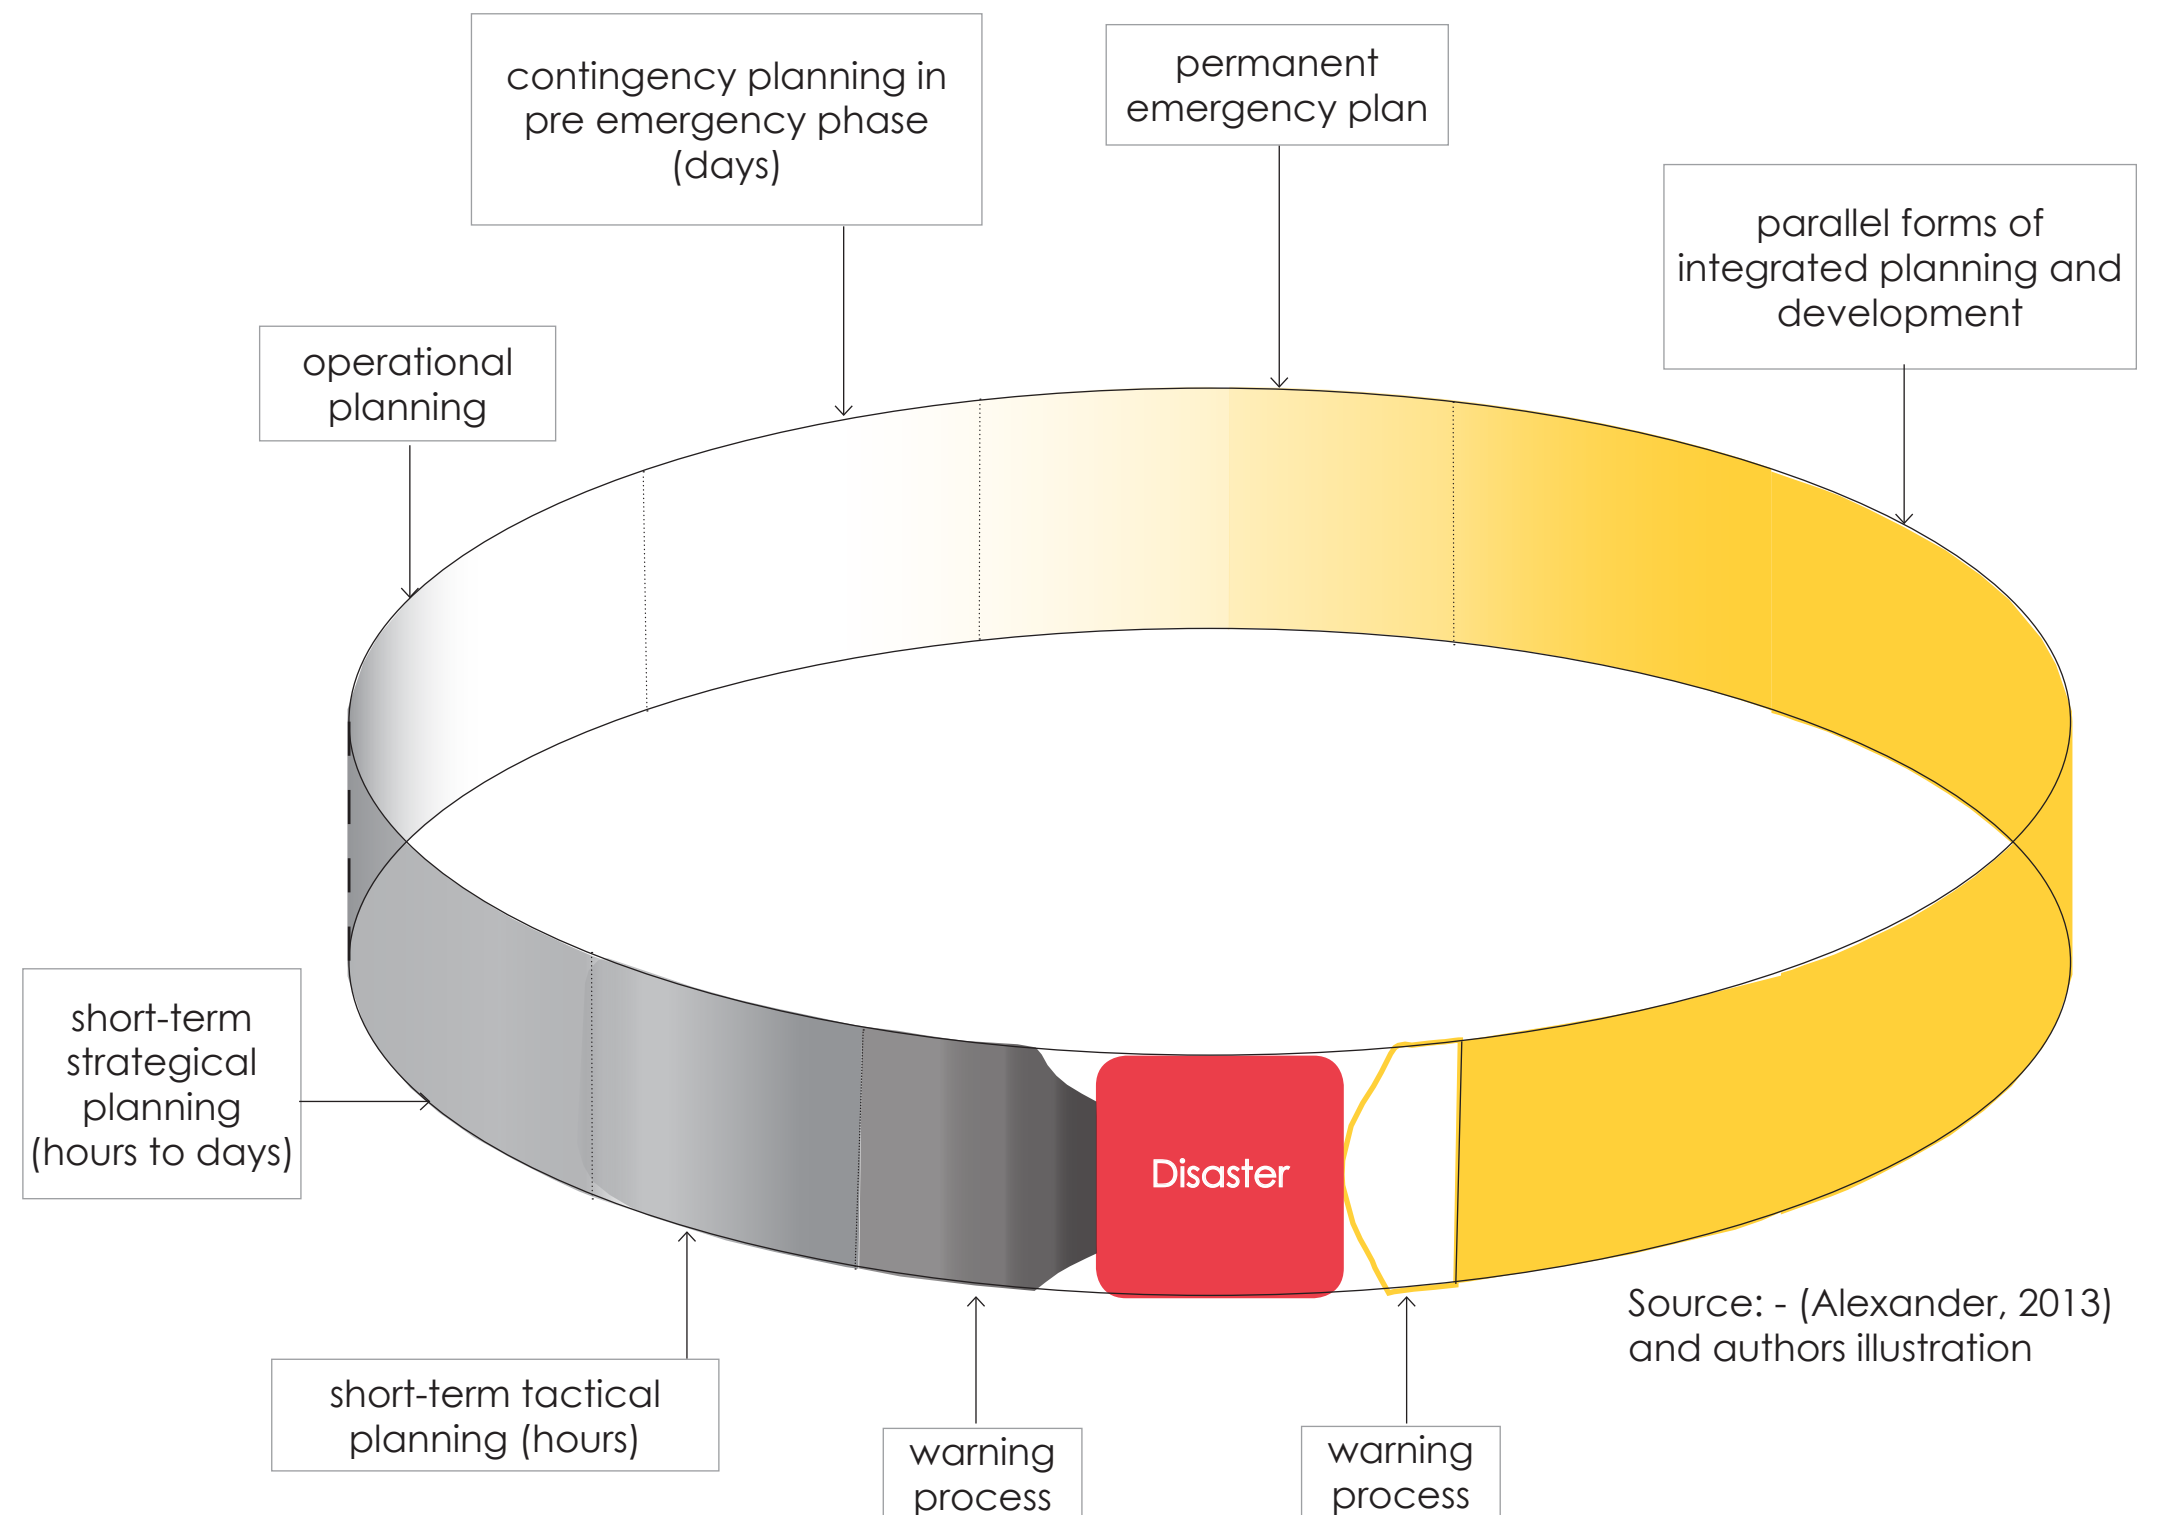 contingency planning in
pre emergency phase
(days)
permanent
emergency plan
parallel forms of
integrated planning and
development
operational
planning
short-term
strategical
planning
(hours to days)
Disaster
Source: - (Alexander, 2013)
and authors illustration
short-term tactical
planning (hours)
warning
process
warning
process